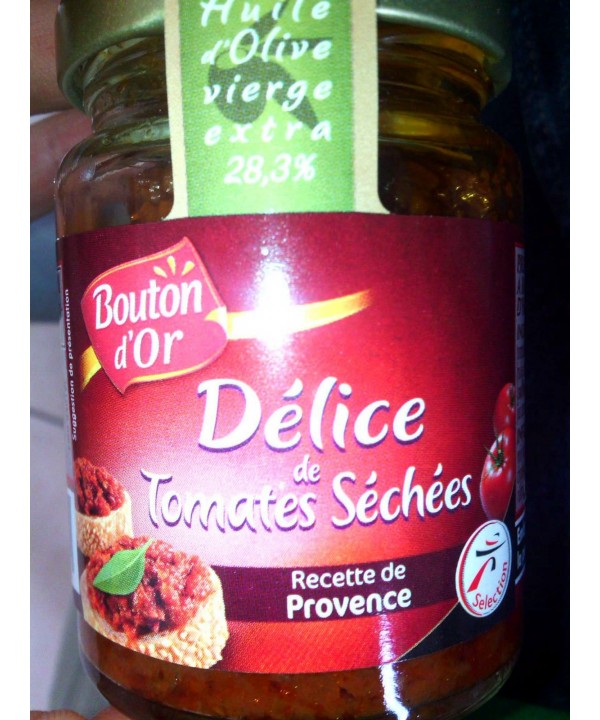 Huile
d'Olive
vierge
extra
28,3%
Bouton
d'Or
Suggestion de présentation
Délice
de
Tomates Séchées
Recette de
Provence
Sélection